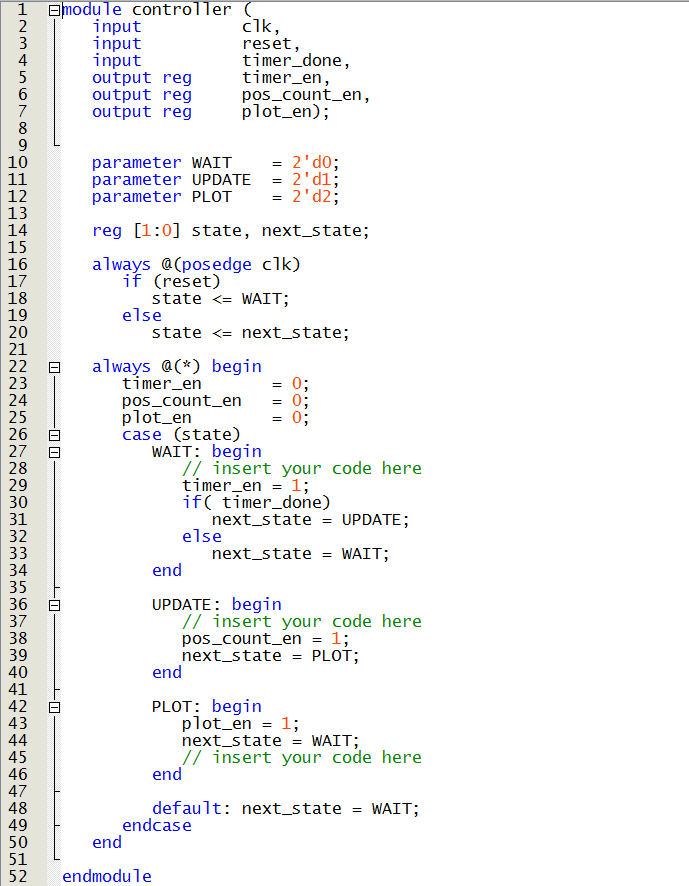 1 module controller (
2 input clk,
3 input reset,
4 input timer_done,
5 output reg timer_en,
6 output reg pos_count_en,
7 output reg plot_en);
8
9
10 parameter WAIT = 2'd0;
11 parameter UPDATE = 2'd1;
12 parameter PLOT = 2'd2;
13
14 reg [1:0] state, next_state;
15
16 always @(posedge clk)
17 if (reset)
18 state <= WAIT;
19 else
20 state <= next_state;
21
22 always @(*) begin
23 timer_en = 0;
24 pos_count_en = 0;
25 plot_en = 0;
26 case (state)
27 WAIT: begin
28 // insert your code here
29 timer_en = 1;
30 if( timer_done)
31 next_state = UPDATE;
32 else
33 next_state = WAIT;
34 end
35
36 UPDATE: begin
37 // insert your code here
38 pos_count_en = 1;
39 next_state = PLOT;
40 end
41
42 PLOT: begin
43 plot_en = 1;
44 next_state = WAIT;
45 // insert your code here
46 end
47
48 default: next_state = WAIT;
49 endcase
50 end
51
52 endmodule